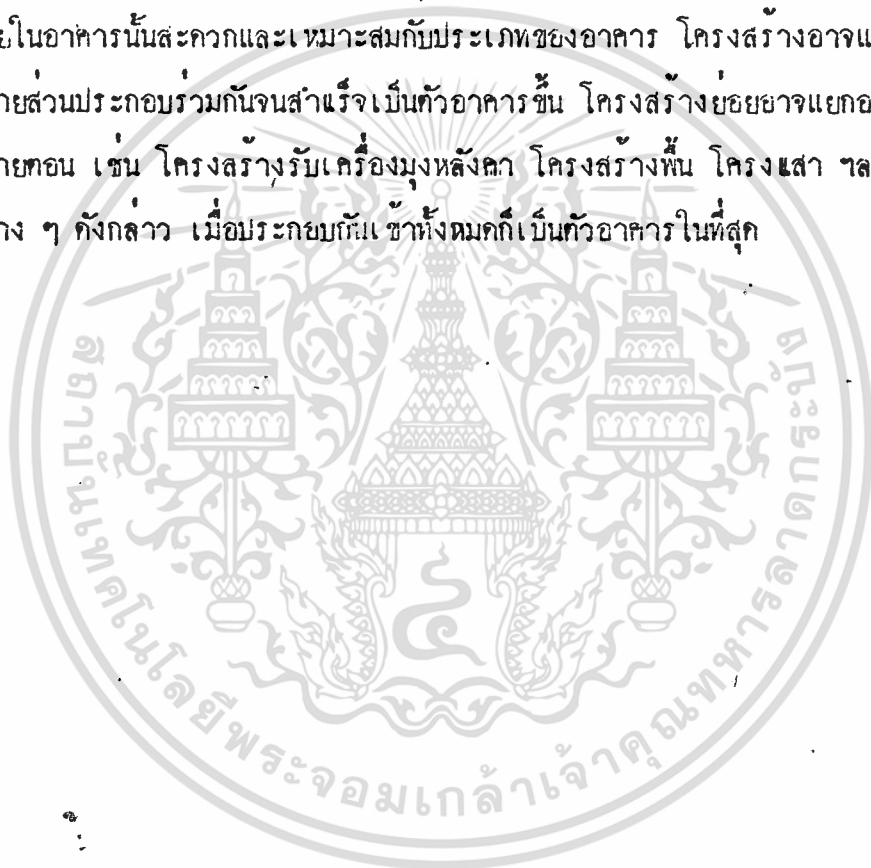 ในอาคารนั้นสะดวกและเหมาะสมกับประเภทของอาคาร โครงสร้างอาจแ
ายส่วนประกอบร่วมกันจนสำเร็จเป็นตัวอาคารขึ้น โครงสร้างย่อยอาจแยกอ
ายตอน เช่น โครงสร้างรับเครื่องมุงหลังคา โครงสร้างพื้น โครงเสา ฯล
าง ๆ ดังกล่าว เมื่อประกอบกันเข้าทั้งหมดก็เป็นตัวอาคารในที่สุด
สถาบันเทคโนโลยีพระจอมเกล้าเจ้าคุณทหารลาดกระบัง
๔